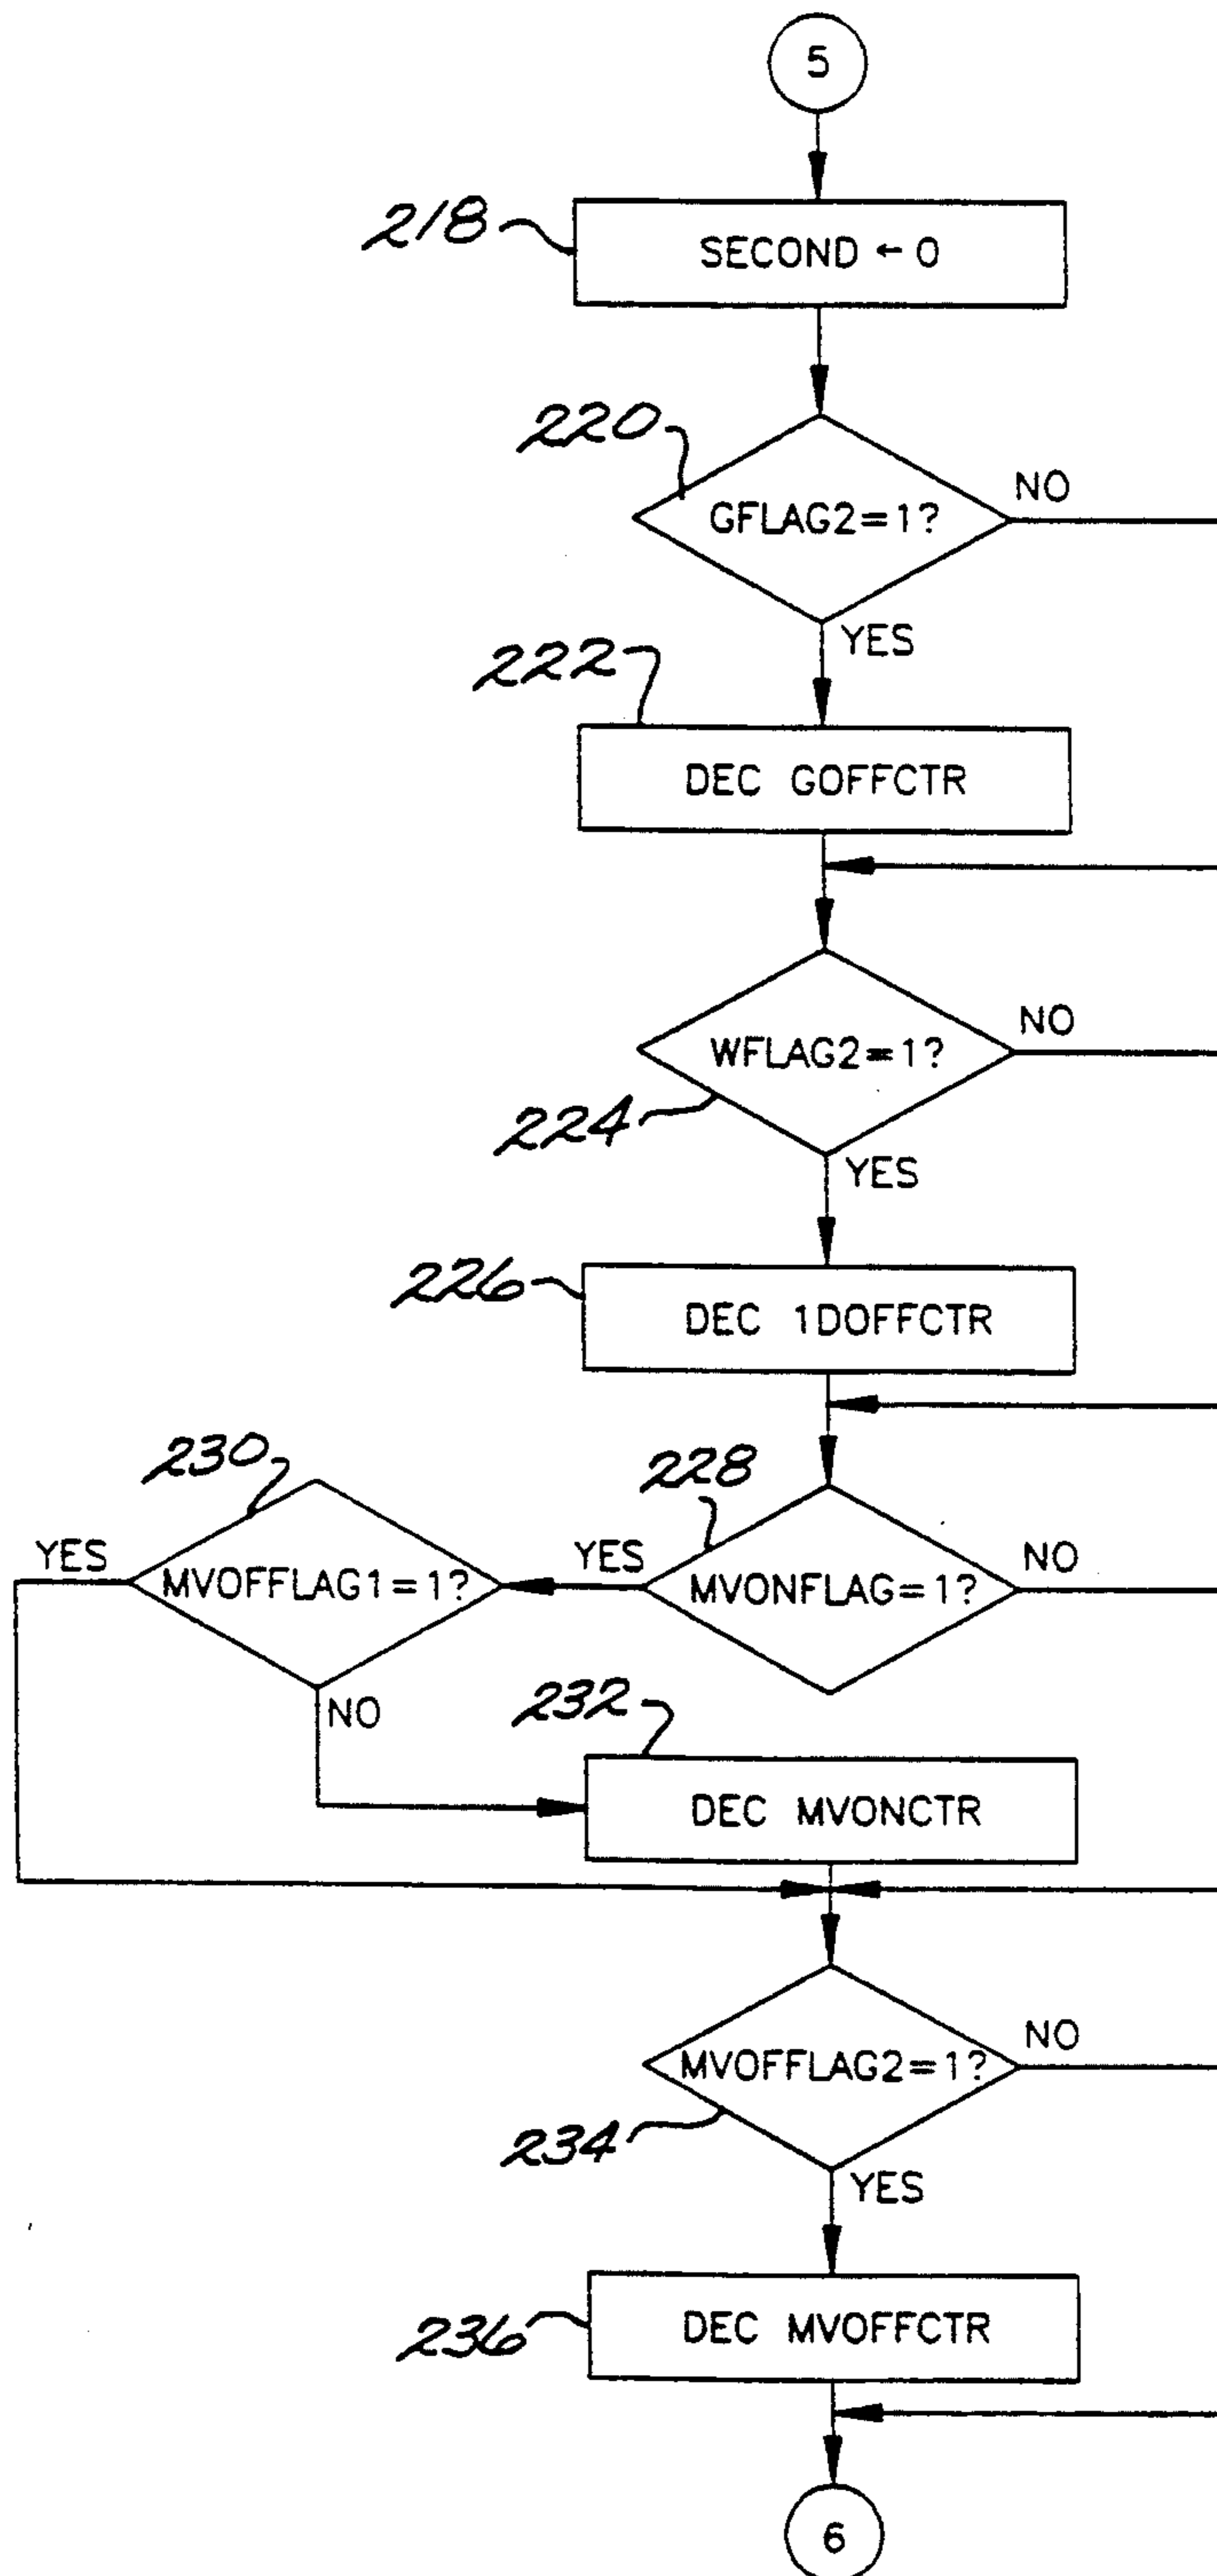 5
218
SECOND ← 0
220
GFLAG2=1?
NO
YES
222
DEC GOFFCTR
WFLAG2=1?
NO
224
YES
226
DEC 1DOFFCTR
230
228
YES
MVOFFLAG1=1?
YES
MVONFLAG=1?
NO
NO
232
DEC MVONCTR
MVOFFLAG2=1?
NO
234
YES
236
DEC MVOFFCTR
6